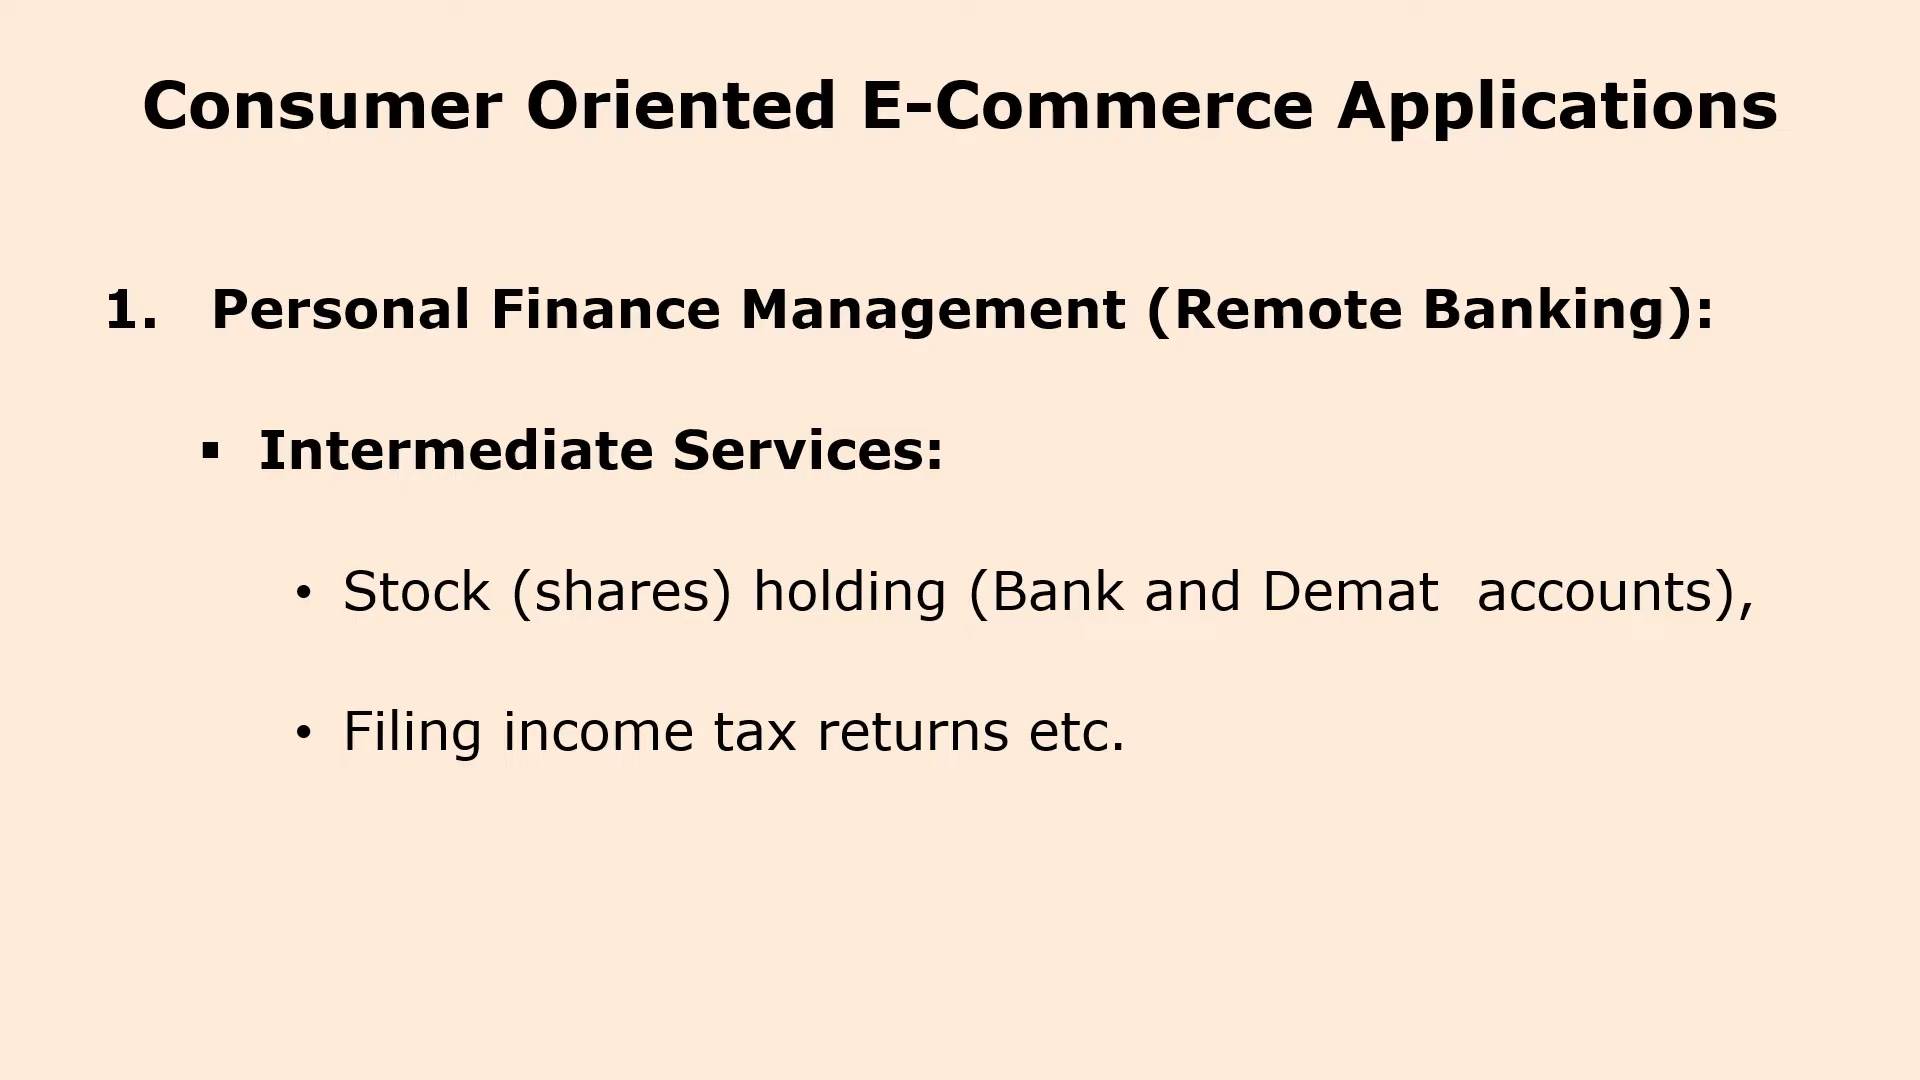 Consumer Oriented E-Commerce Applications
1. Personal Finance Management (Remote Banking):
▪ Intermediate Services:
• Stock (shares) holding (Bank and Demat  accounts),
• Filing income tax returns etc.